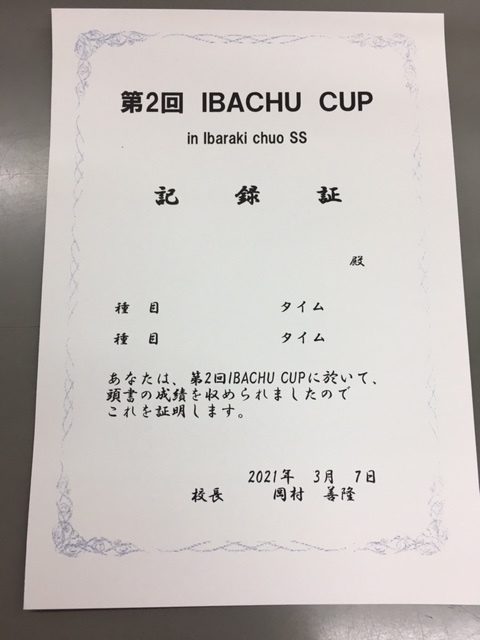 第2回 IBACHU CUP
in Ibaraki chuo SS
記 録 証
殿
種 目 タイム
種 目 タイム
あなたは、第2回IBACHU CUPに於いて、
頭書の成績を収められましたので
これを証明します。
2021年 3月 7日
校長 岡村 善隆